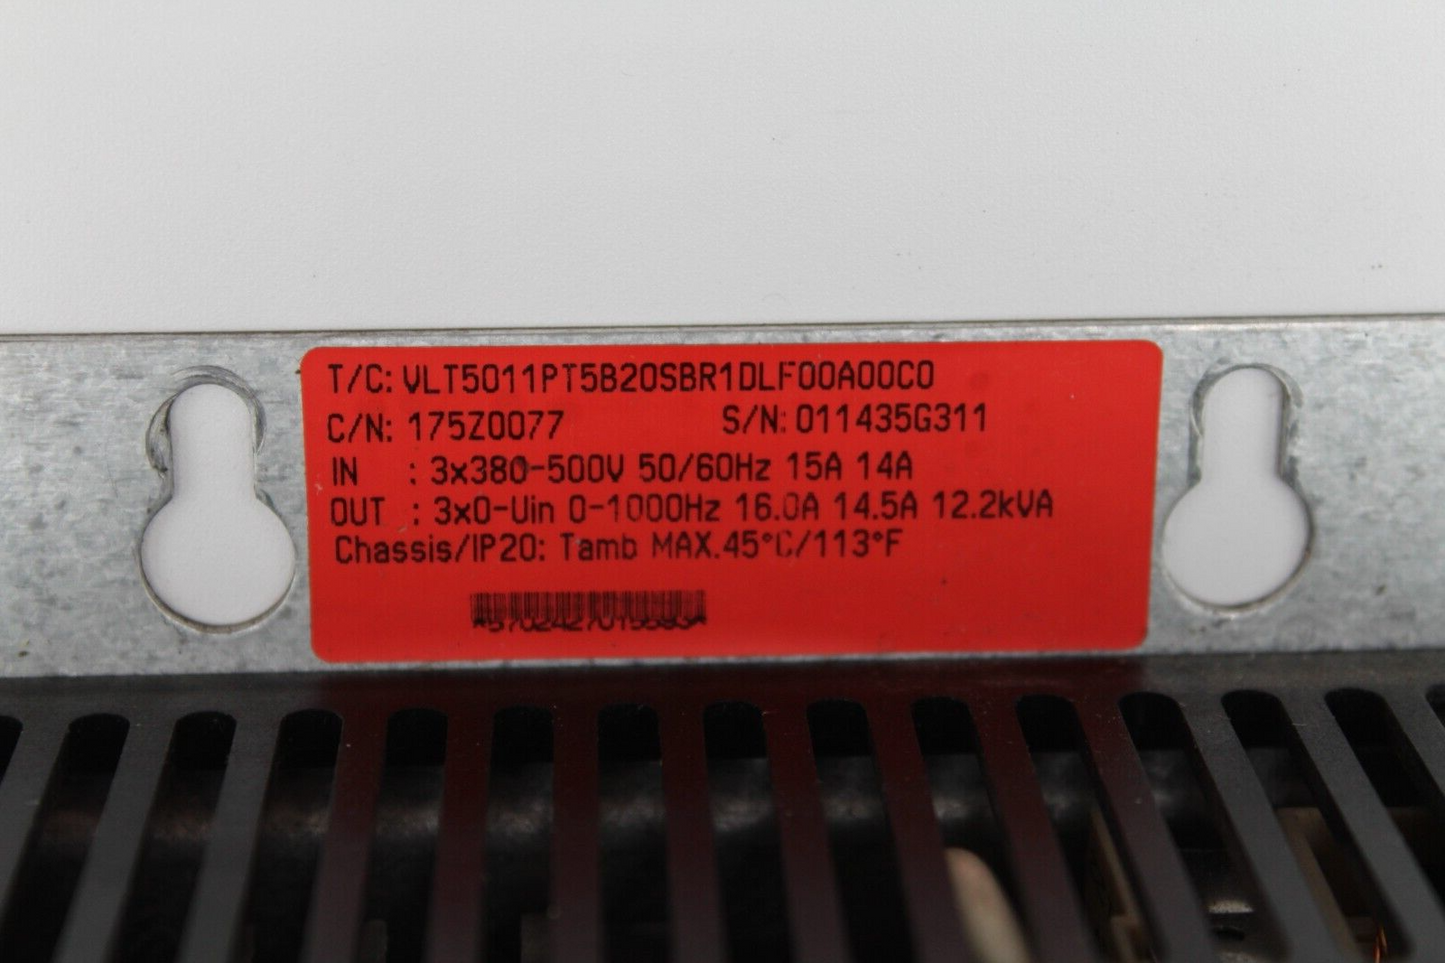 T/C: VLT5011PT5B20SBR1DLF00A00C0
C/N: 175Z0077 S/N: 011435G311
IN : 3x380-500V 50/60Hz 15A 14A
OUT : 3x0-Uin 0-1000Hz 16.0A 14.5A 12.2kVA
Chassis/IP20: Tamb MAX.45°C/113°F